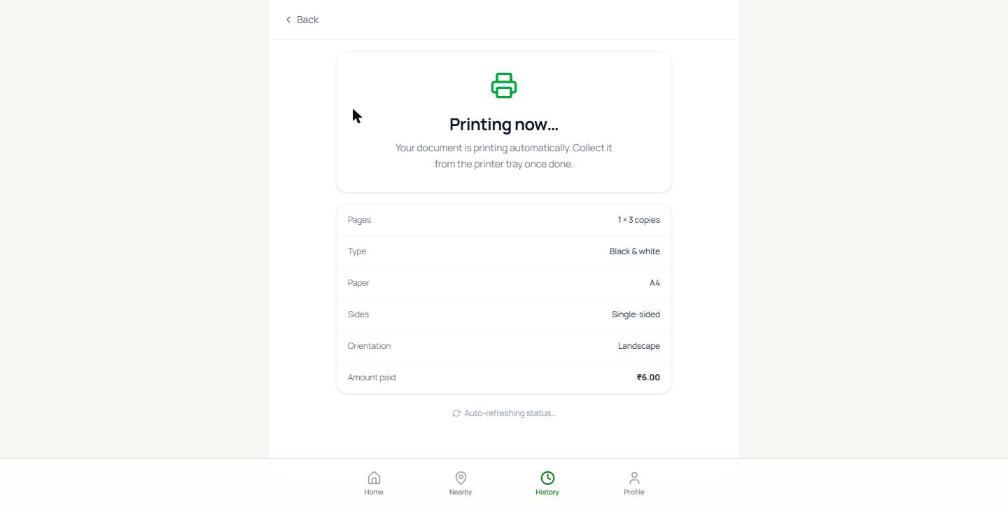 Back
Printing now...
Your document is printing automatically. Collect it
from the printer tray once done.
Pages 1 × 3 copies
Type Black & white
Paper A4
Sides Single-sided
Orientation Landscape
Amount paid ₹6.00
Auto-refreshing status...
Home Nearby History Profile